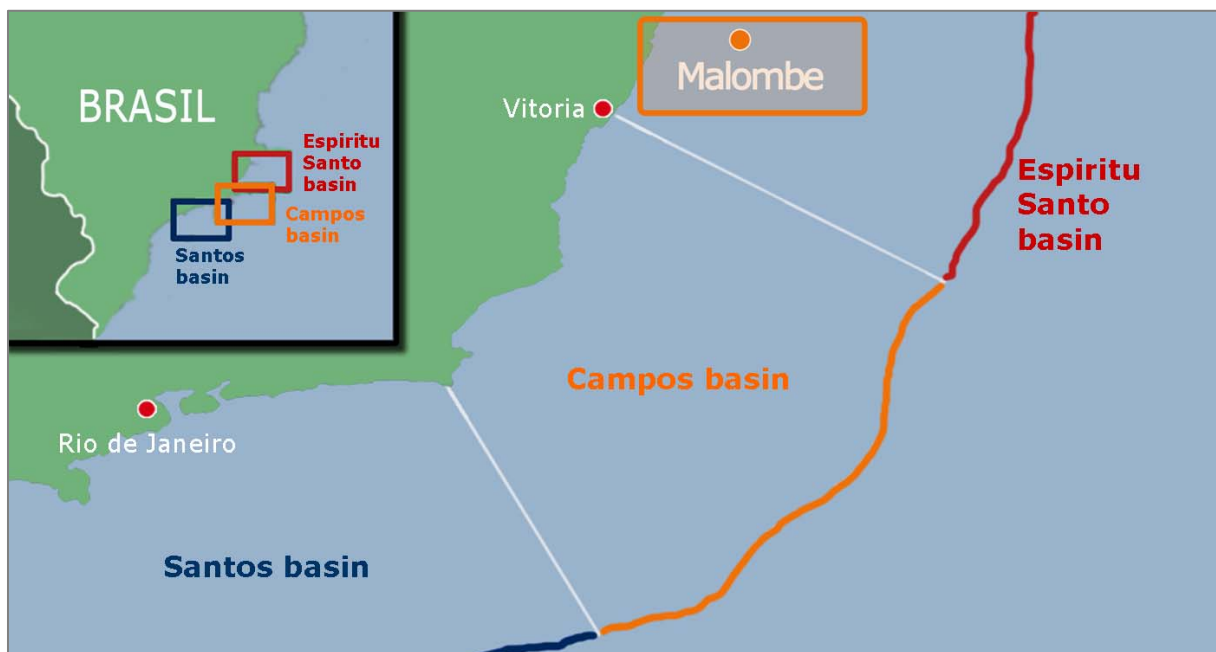 BRASIL
Espiritu
Santo
basin
Campos
basin
Santos
basin
Malombe
Vitoria
Espiritu
Santo
basin
Campos basin
Rio de Janeiro
Santos basin